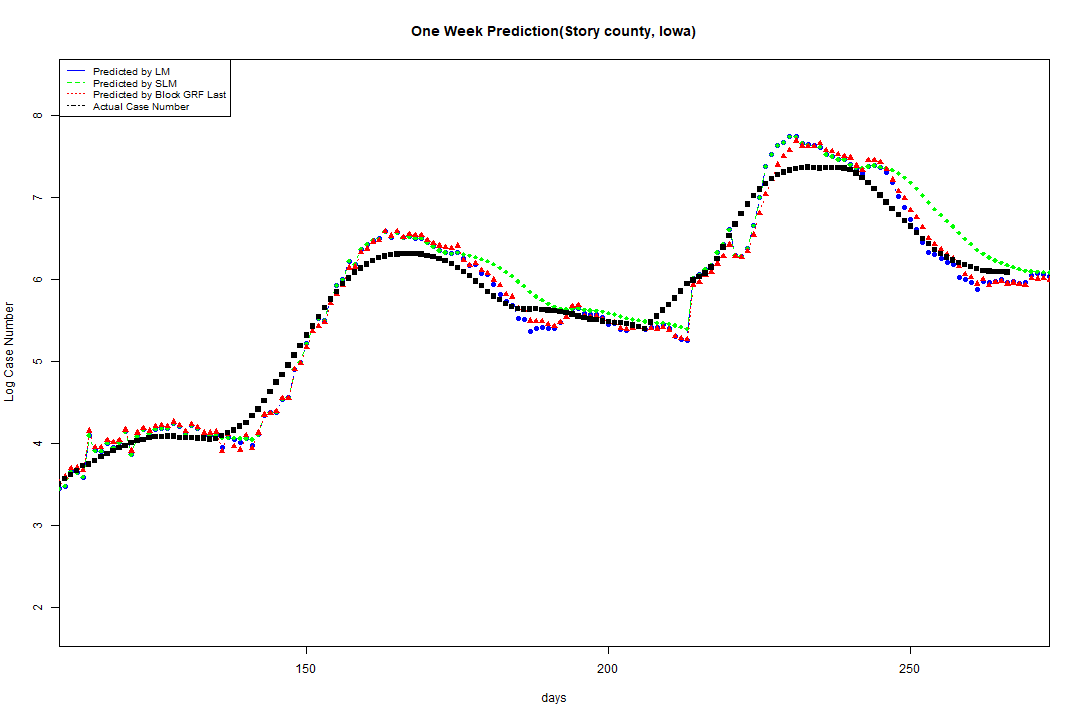 One Week Prediction(Story county, Iowa)
Predicted by LM
Predicted by SLM
Predicted by Block GRF Last
Actual Case Number
8
7
6
5
4
3
2
Log Case Number
150
200
250
days